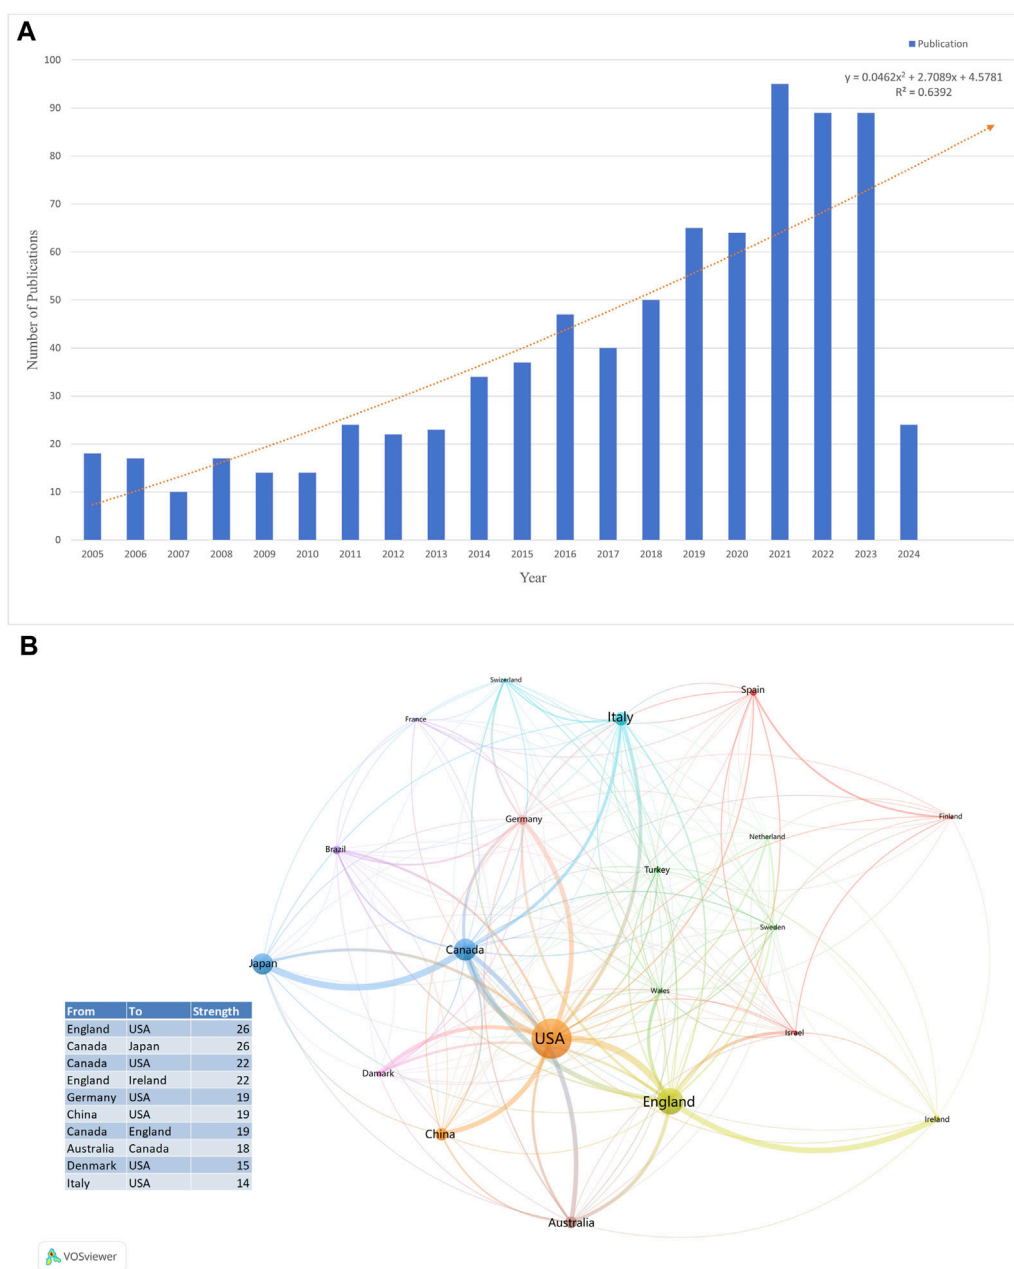 A
Publication
y = 0.0462x² + 2.7089x + 4.5781
R² = 0.6392
100
90
80
70
60
50
40
30
20
10
0
Number of Publications
2005 2006 2007 2008 2009 2010 2011 2012 2013 2014 2015 2016 2017 2018 2019 2020 2021 2022 2023 2024
Year
B
Swizerland
Spain
Italy
France
Germany
Finland
Netherland
Brazil
Turkey
Sweden
Canada
Japan
Wales
Israel
USA
Damark
England
Ireland
China
Australia
From To Strength
England USA 26
Canada Japan 26
Canada USA 22
England Ireland 22
Germany USA 19
China USA 19
Canada England 19
Australia Canada 18
Denmark USA 15
Italy USA 14
VOSviewer